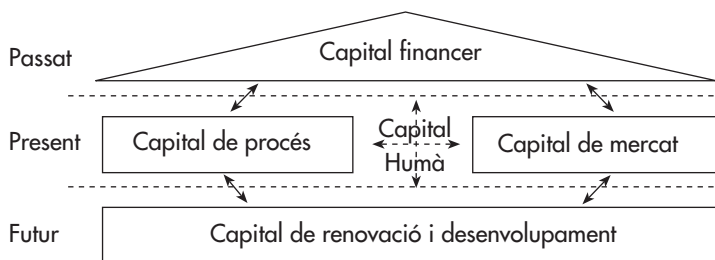 Passat
Capital financer
Present
Capital de procés
Capital
Humà
Capital de mercat
Futur
Capital de renovació i desenvolupament